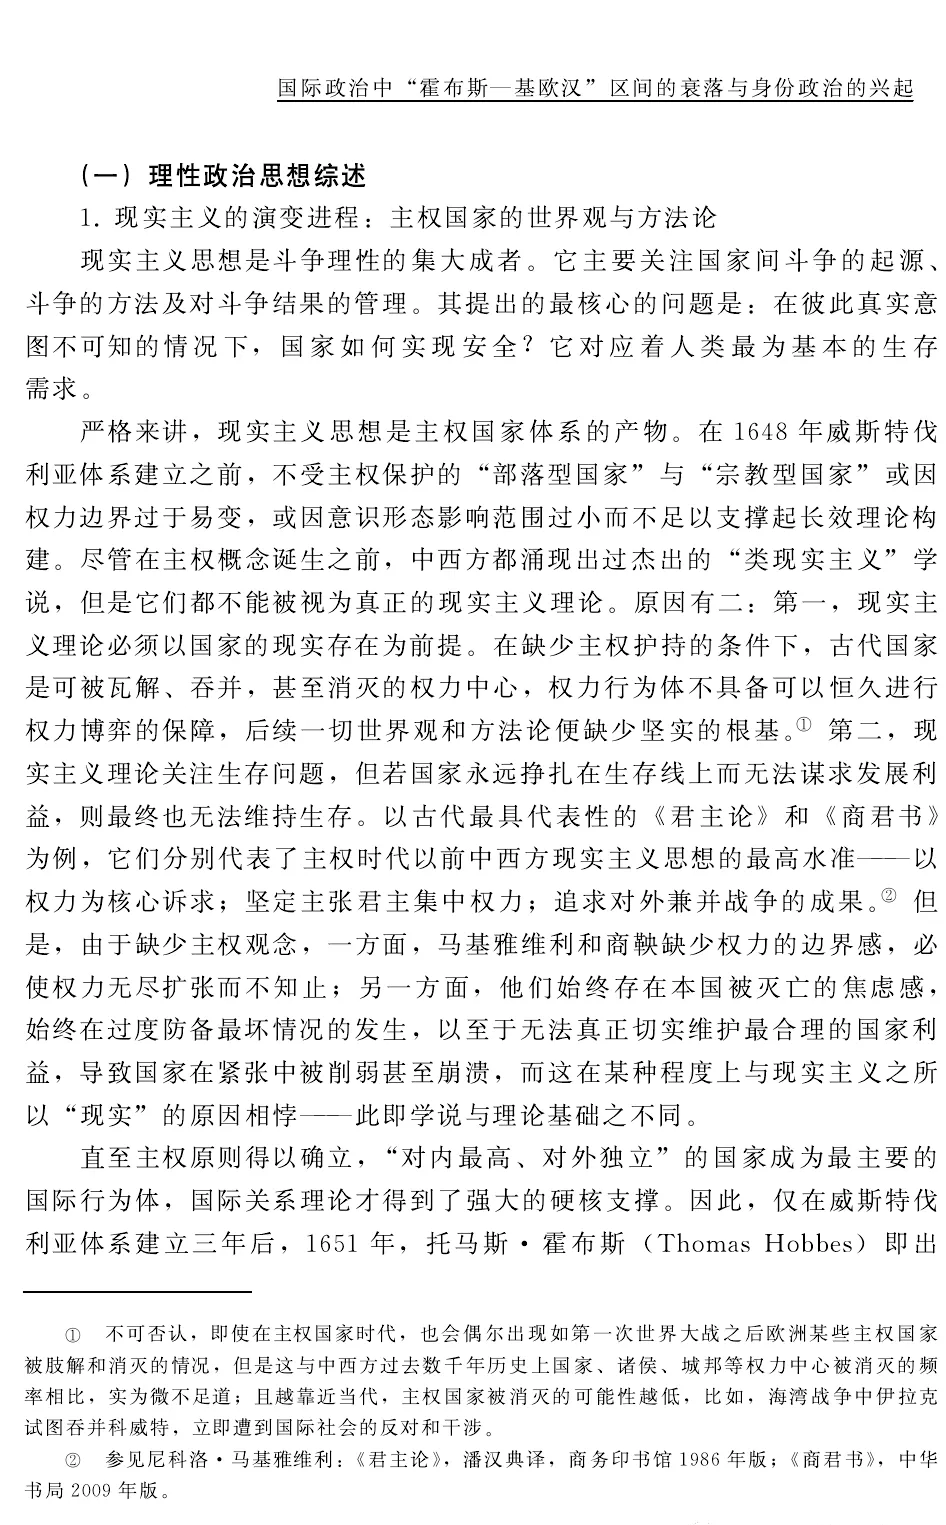 国际政治中“霍布斯—基欧汉”区间的衰落与身份政治的兴起
（一）理性政治思想综述
1. 现实主义的演变进程：主权国家的世界观与方法论
现实主义思想是斗争理性的集大成者。它主要关注国家间斗争的起源、
斗争的方法及对斗争结果的管理。其提出的最核心的问题是：在彼此真实意
图不可知的情况下，国家如何实现安全？它对应着人类最为基本的生存
需求。
严格来讲，现实主义思想是主权国家体系的产物。在 1648 年威斯特伐
利亚体系建立之前，不受主权保护的“部落型国家”与“宗教型国家”或因
权力边界过于易变，或因意识形态影响范围过小而不足以支撑起长效理论构
建。尽管在主权概念诞生之前，中西方都涌现出过杰出的“类现实主义”学
说，但是它们都不能被视为真正的现实主义理论。原因有二：第一，现实主
义理论必须以国家的现实存在为前提。在缺少主权护持的条件下，古代国家
是可被瓦解、吞并，甚至消灭的权力中心，权力行为体不具备可以恒久进行
权力博弈的保障，后续一切世界观和方法论便缺少坚实的根基。① 第二，现
实主义理论关注生存问题，但若国家永远挣扎在生存线上而无法谋求发展利
益，则最终也无法维持生存。以古代最具代表性的《君主论》和《商君书》
为例，它们分别代表了主权时代以前中西方现实主义思想的最高水准——以
权力为核心诉求；坚定主张君主集中权力；追求对外兼并战争的成果。② 但
是，由于缺少主权观念，一方面，马基雅维利和商鞅缺少权力的边界感，必
使权力无尽扩张而不知止；另一方面，他们始终存在本国被灭亡的焦虑感，
始终在过度防备最坏情况的发生，以至于无法真正切实维护最合理的国家利
益，导致国家在紧张中被削弱甚至崩溃，而这在某种程度上与现实主义之所
以“现实”的原因相悖——此即学说与理论基础之不同。
直至主权原则得以确立，“对内最高、对外独立”的国家成为最主要的
国际行为体，国际关系理论才得到了强大的硬核支撑。因此，仅在威斯特伐
利亚体系建立三年后，1651 年，托马斯·霍布斯（Thomas Hobbes）即出
① 不可否认，即使在主权国家时代，也会偶尔出现如第一次世界大战之后欧洲某些主权国家
被肢解和消灭的情况，但是这与中西方过去数千年历史上国家、诸侯、城邦等权力中心被消灭的频
率相比，实为微不足道；且越靠近当代，主权国家被消灭的可能性越低，比如，海湾战争中伊拉克
试图吞并科威特，立即遭到国际社会的反对和干涉。
② 参见尼科洛·马基雅维利：《君主论》，潘汉典译，商务印书馆 1986 年版；《商君书》，中华
书局 2009 年版。